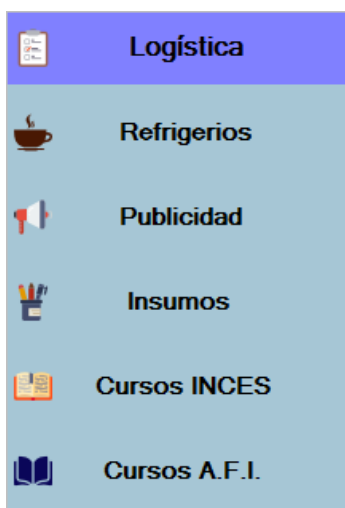 Logística
Refrigerios
Publicidad
Insumos
Cursos INCES
Cursos A.F.I.